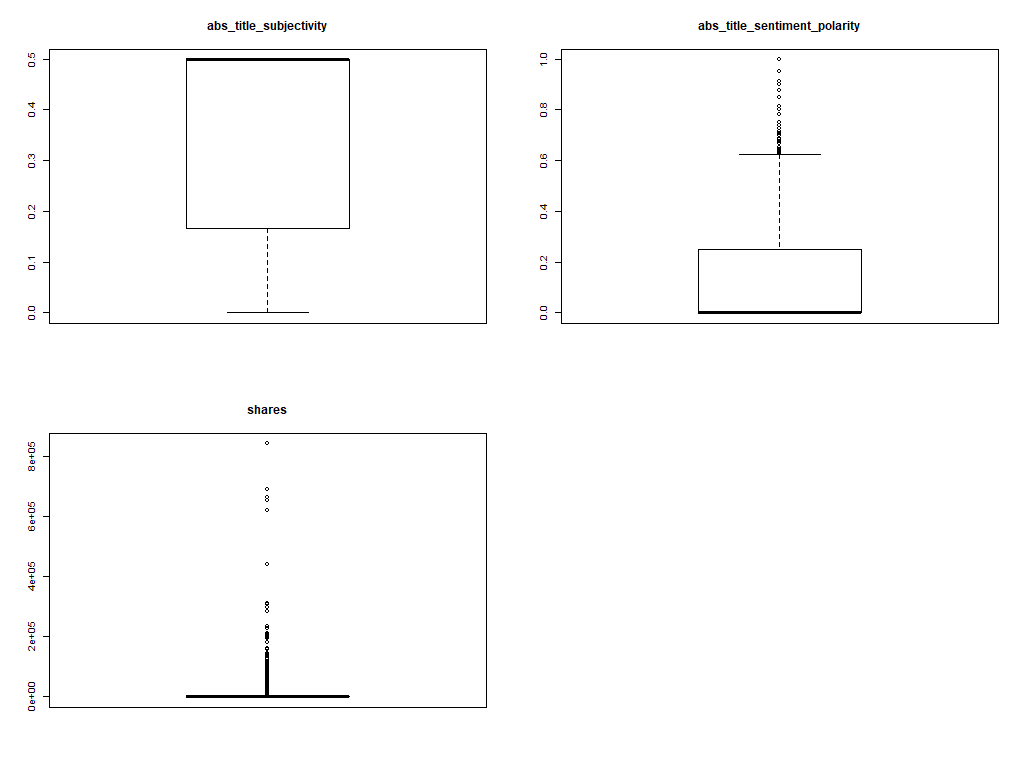 abs_title_subjectivity
0.5
0.4
0.3
0.2
0.1
0.0
abs_title_sentiment_polarity
1.0
0.8
0.6
0.4
0.2
0.0
shares
8e+05
6e+05
4e+05
2e+05
0e+00